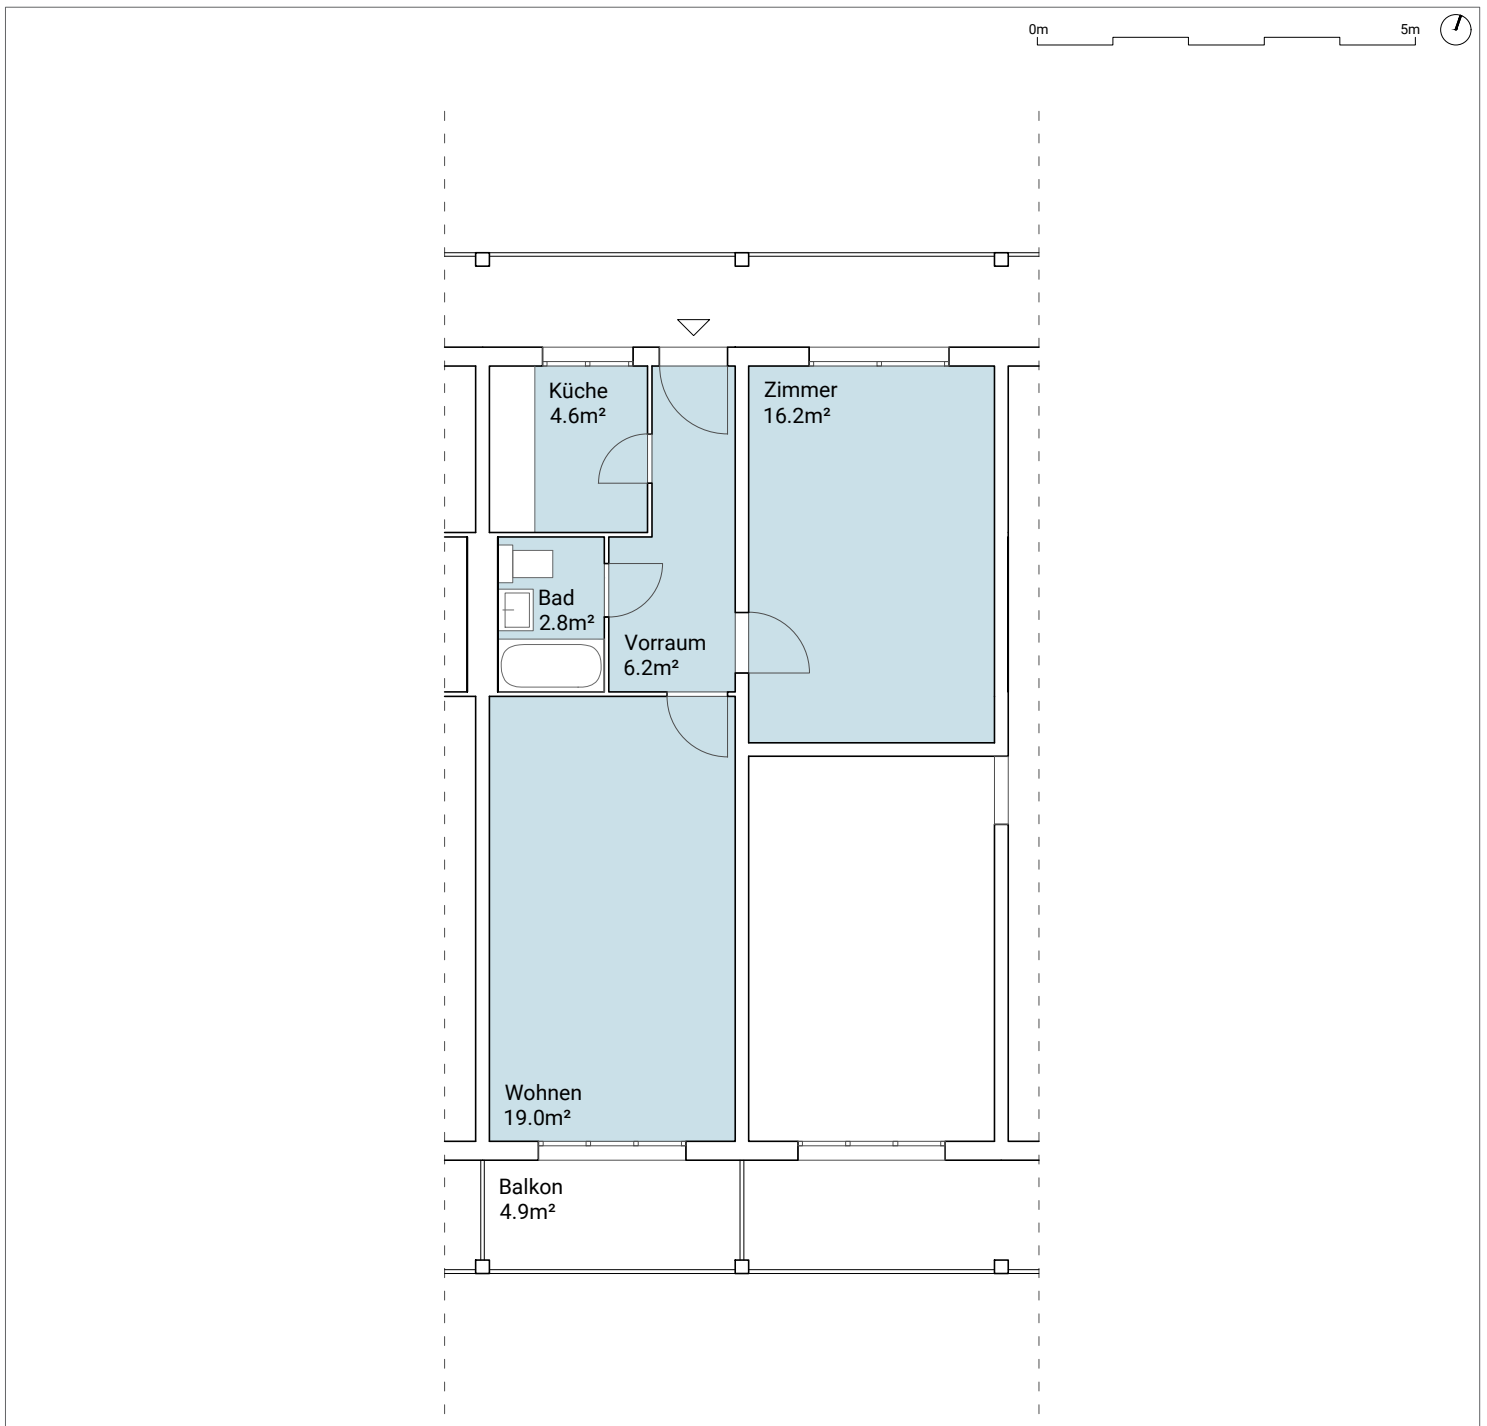 0m 5m
Küche
4.6m²
Zimmer
16.2m²
Bad
2.8m²
Vorraum
6.2m²
Wohnen
19.0m²
Balkon
4.9m²